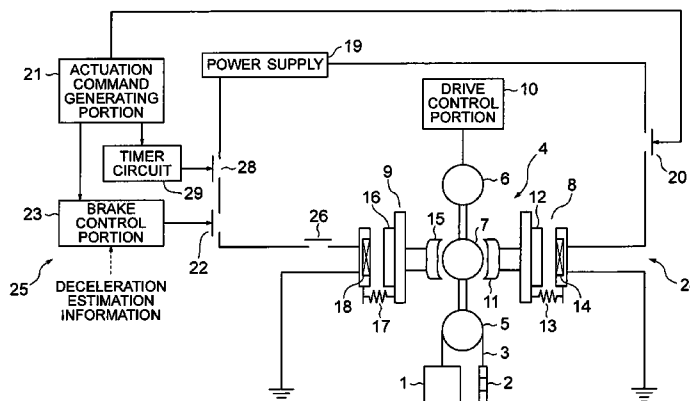 19
21
ACTUATION
COMMAND
GENERATING
PORTION
POWER SUPPLY
DRIVE
CONTROL
PORTION
10
4
TIMER
CIRCUIT
29
28
20
6
9
16
15
7
12
8
23
BRAKE
CONTROL
PORTION
22
26
25
DECELERATION
ESTIMATION
INFORMATION
18
17
11
14
13
5
3
1
2